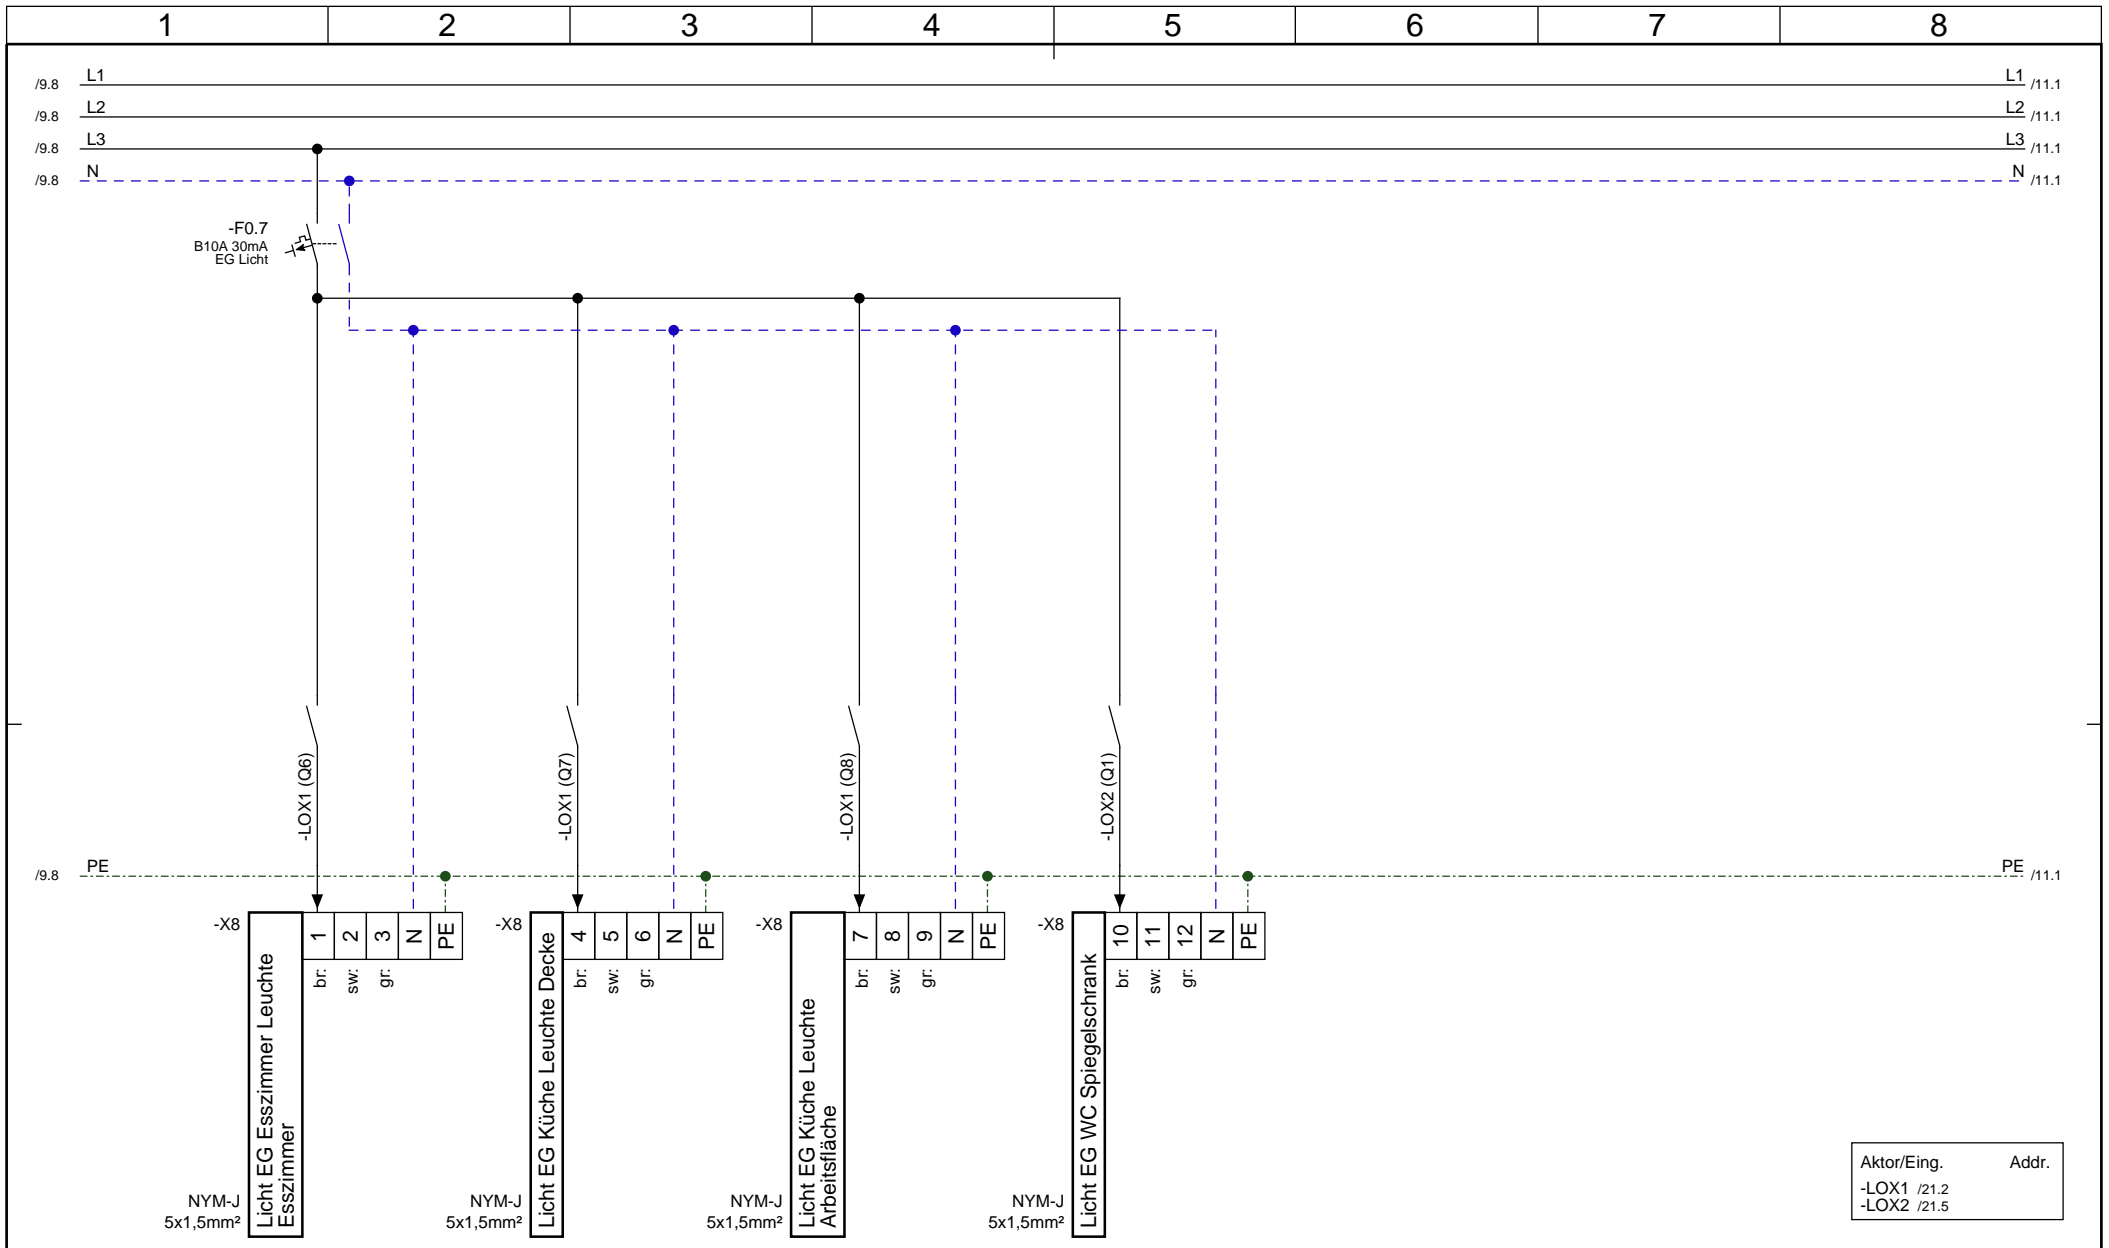 1 2 3 4 5 6 7 8
/9.8 L1 L1 /11.1
/9.8 L2 L2 /11.1
/9.8 L3 L3 /11.1
/9.8 N N /11.1
-F0.7
B10A 30mA
EG Licht
-LOX1 (Q6) -LOX1 (Q7) -LOX1 (Q8) -LOX2 (Q1)
/9.8 PE PE /11.1
-X8
Licht EG Esszimmer Leuchte
Esszimmer
1 2 3 N PE
br: sw: gr:
NYM-J
5x1,5mm²
-X8
Licht EG Küche Leuchte Decke
4 5 6 N PE
br: sw: gr:
NYM-J
5x1,5mm²
-X8
Licht EG Küche Leuchte
Arbeitsfläche
7 8 9 N PE
br: sw: gr:
NYM-J
5x1,5mm²
-X8
Licht EG WC Spiegelschrank
10 11 12 N PE
br: sw: gr:
NYM-J
5x1,5mm²
Aktor/Eing. Addr.
-LOX1 /21.2
-LOX2 /21.5